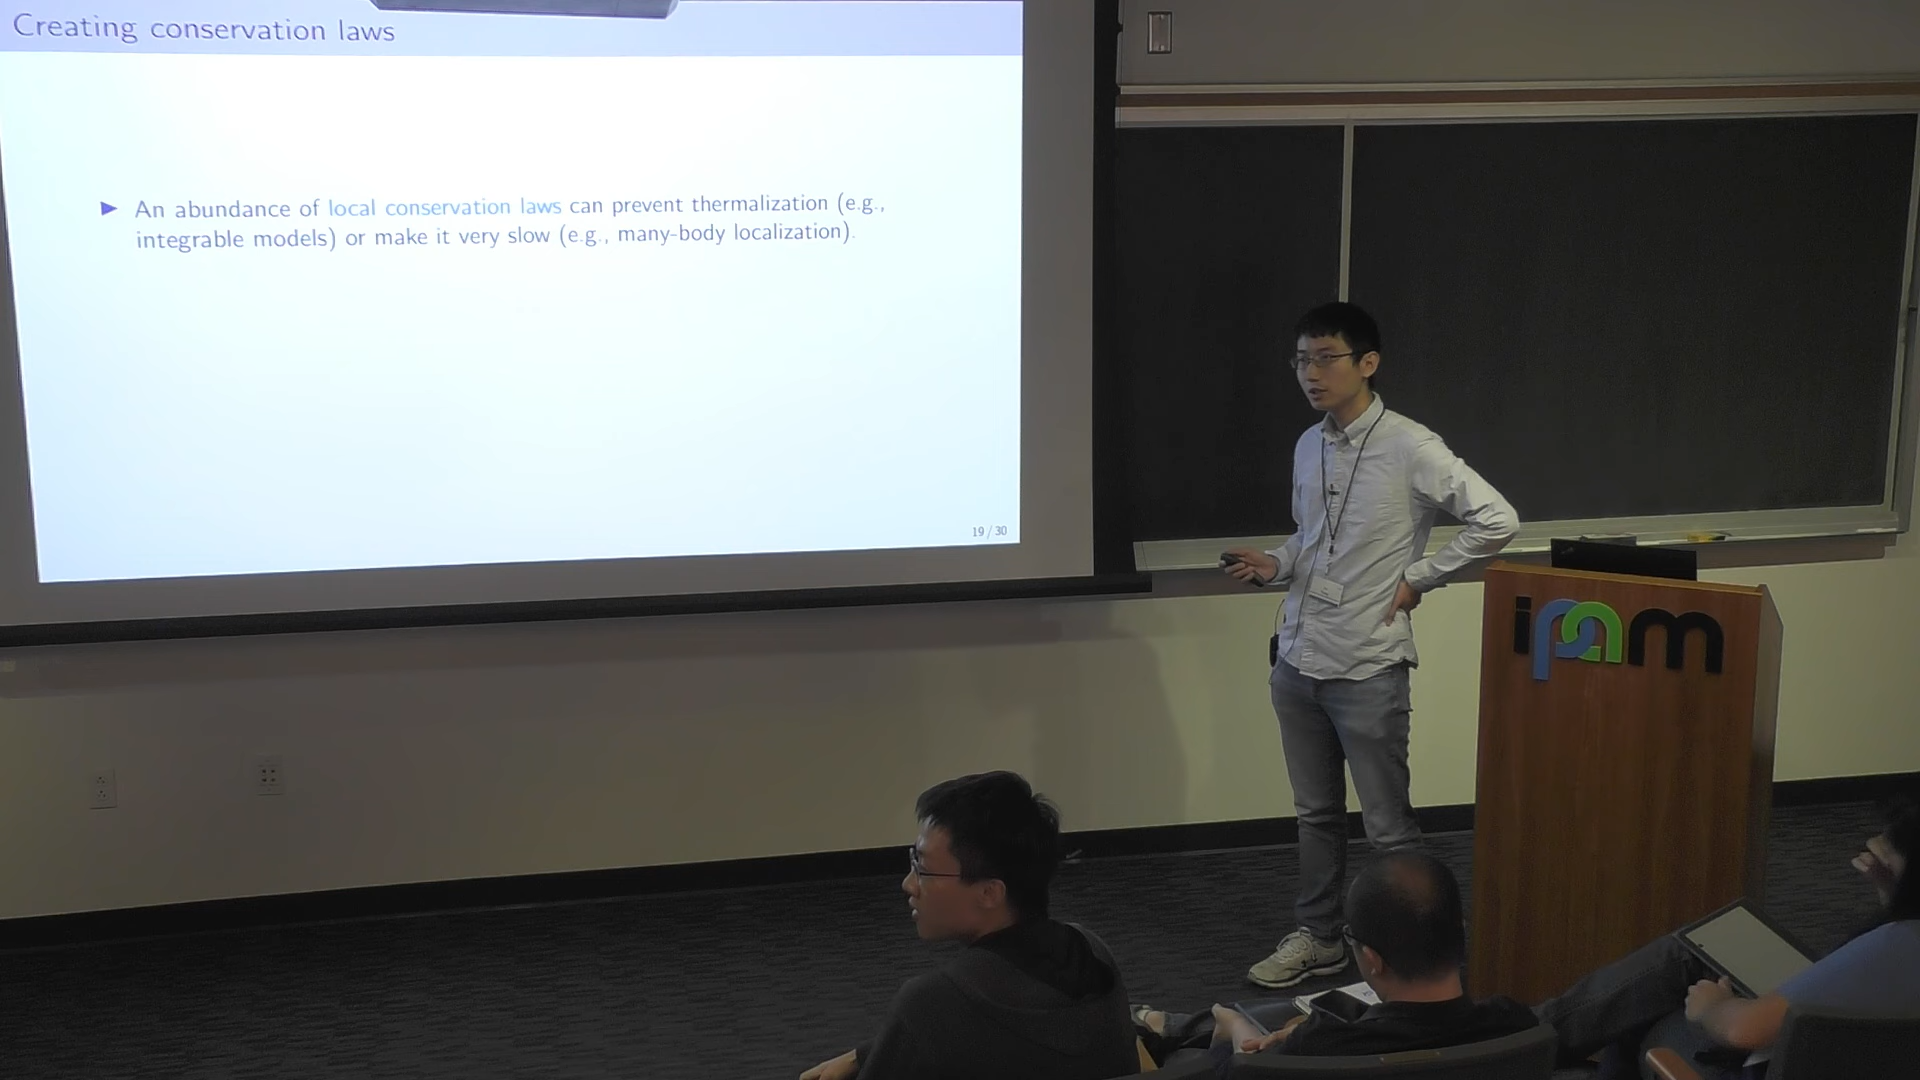 Creating conservation laws
▶ An abundance of local conservation laws can prevent thermalization (e.g.,
integrable models) or make it very slow (e.g., many-body localization).
19 / 30
ipam